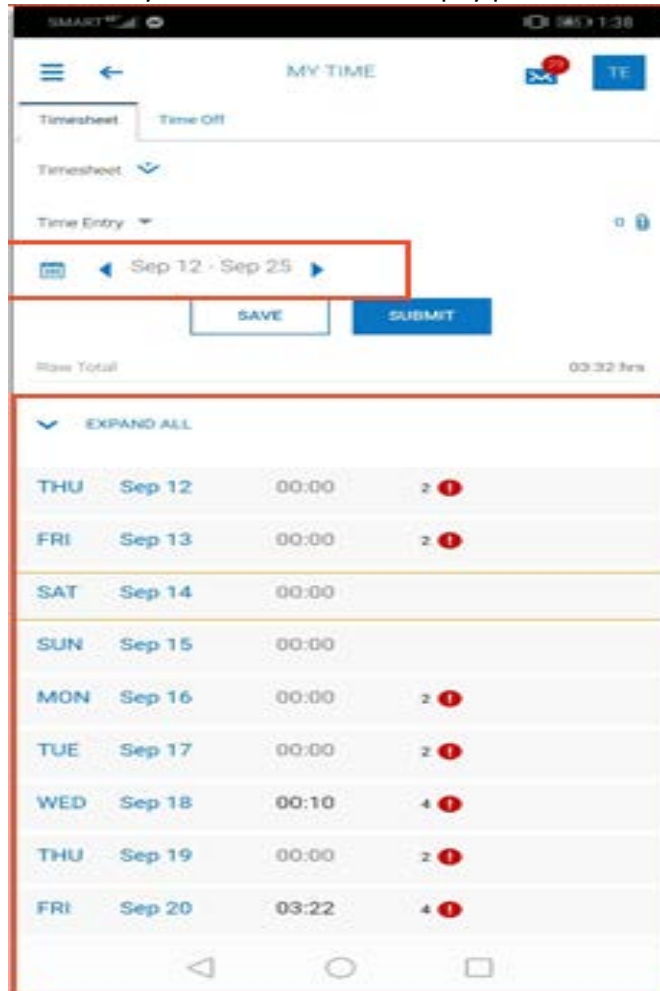 SMART 1:38
MY TIME TE
Timesheet Time Off
Timesheet
Time Entry 0
Sep 12 - Sep 25
SAVE SUBMIT
Raw Total 03:32 hrs
EXPAND ALL
THU Sep 12 00:00 2
FRI Sep 13 00:00 2
SAT Sep 14 00:00
SUN Sep 15 00:00
MON Sep 16 00:00 2
TUE Sep 17 00:00 2
WED Sep 18 00:10 4
THU Sep 19 00:00 2
FRI Sep 20 03:22 4